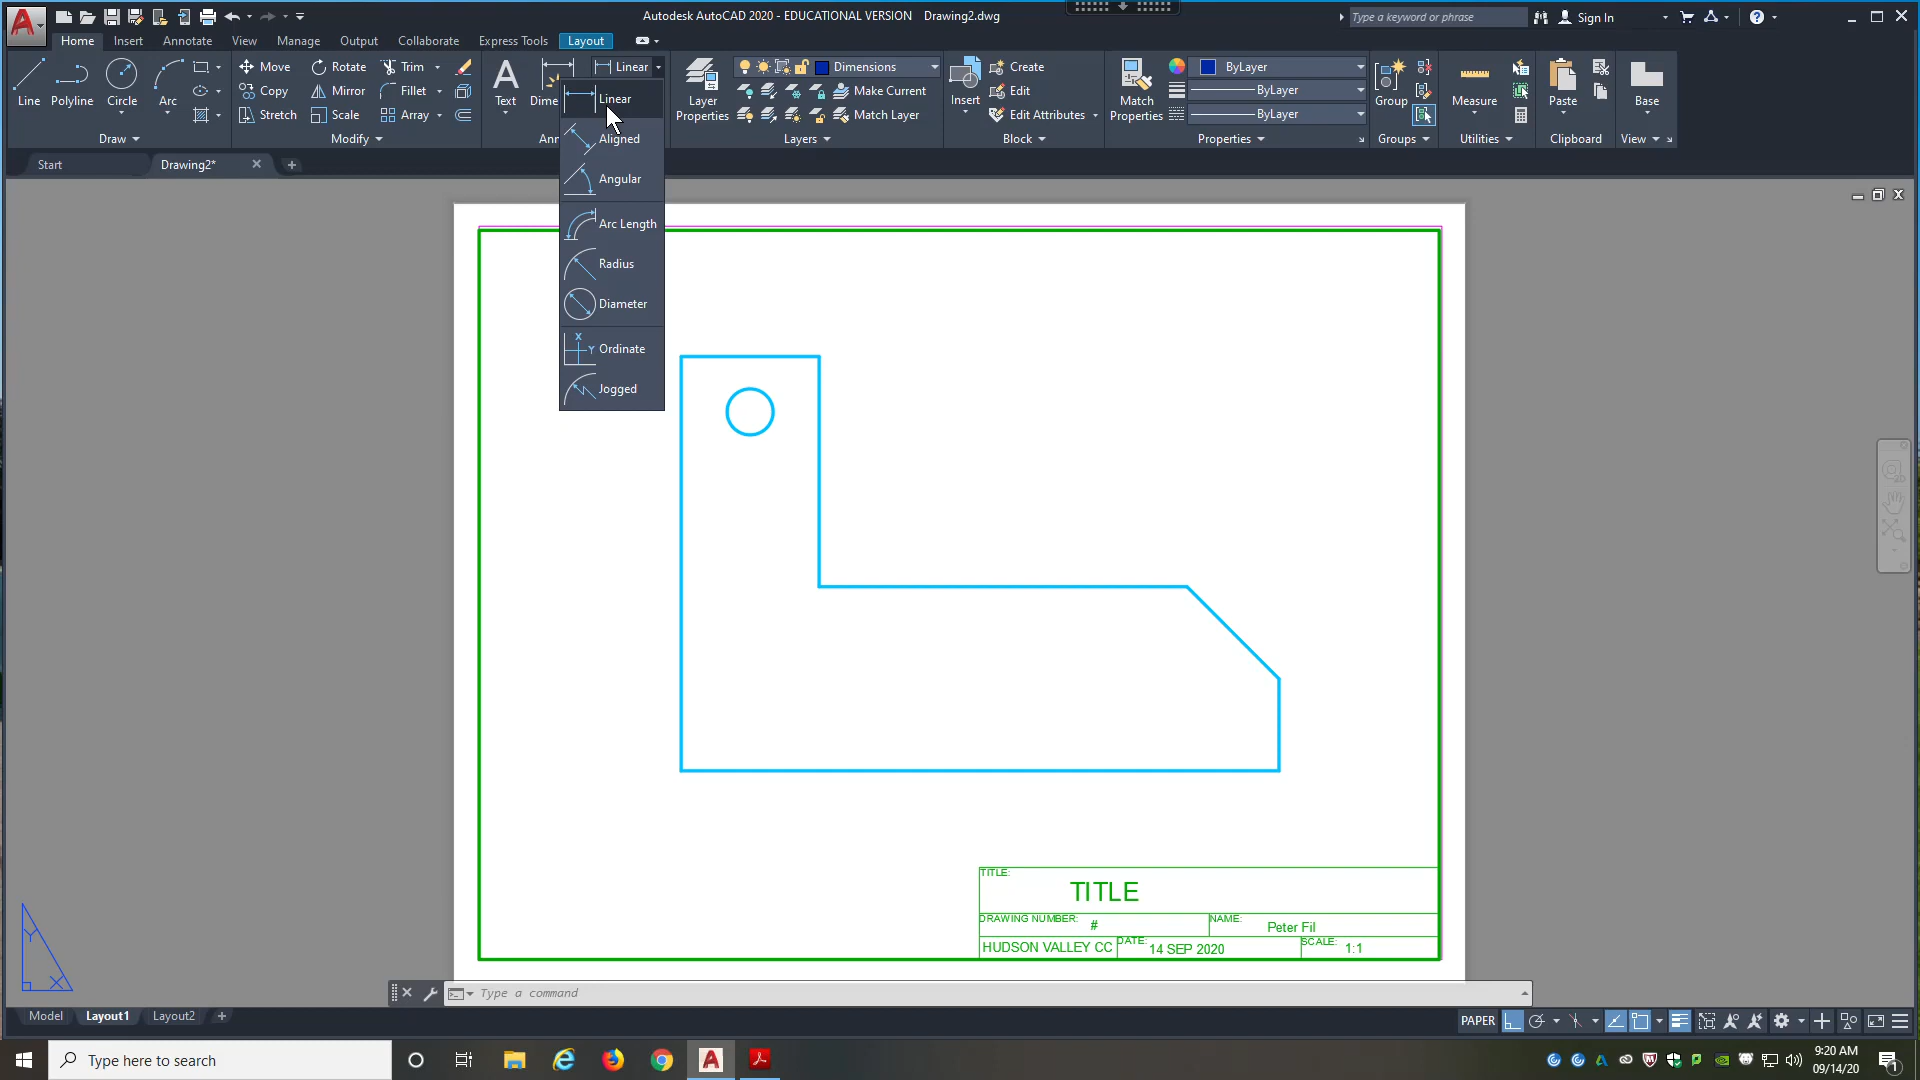 Autodesk AutoCAD 2020 - EDUCATIONAL VERSION Drawing2.dwg
Type a keyword or phrase
Sign In
Home Insert Annotate View Manage Output Collaborate Express Tools Layout
Line Polyline Circle Arc
Draw
Move Rotate Trim
Copy Mirror Fillet
Stretch Scale Array
Modify
Text Dime
Ann
Linear
Linear
Aligned
Angular
Arc Length
Radius
Diameter
X
Y Ordinate
Jogged
Layer
Properties
Dimensions
Make Current
Match Layer
Layers
Insert
Create
Edit
Edit Attributes
Block
Match
Properties
ByLayer
ByLayer
ByLayer
Properties
Group
Groups
Measure
Utilities
Paste
Clipboard
Base
View
Start Drawing2*
TITLE:
TITLE
DRAWING NUMBER: #
NAME: Peter Fil
HUDSON VALLEY CC
DATE: 14 SEP 2020
SCALE: 1:1
Y
X
Type a command
Model Layout1 Layout2
PAPER
Type here to search
9:20 AM
09/14/20
1